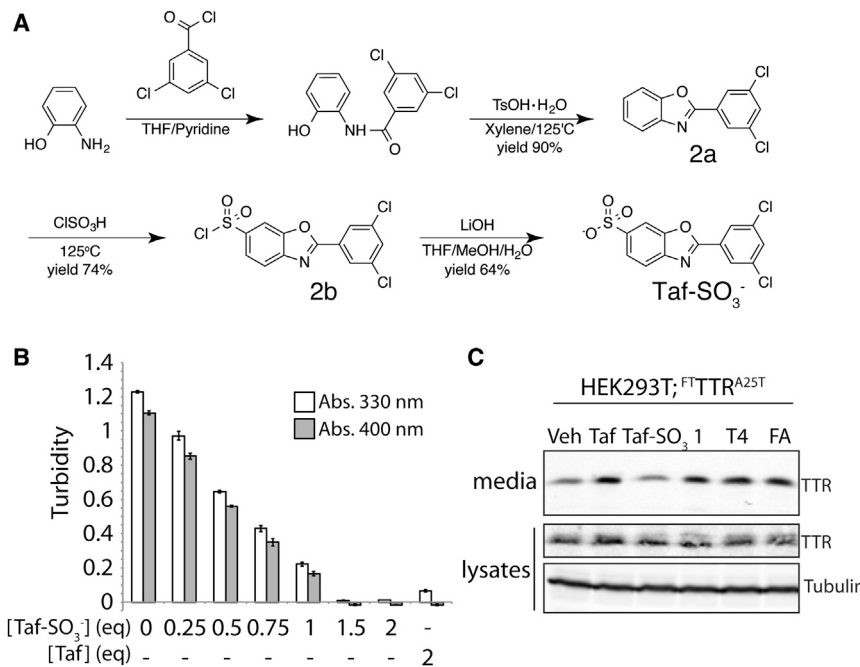 A
O
Cl
Cl
Cl
HO
NH2
THF/Pyridine
HO
NH
O
Cl
Cl
TsOH·H2O
Xylene/125'C
yield 90%
O
N
Cl
Cl
2a
ClSO3H
125°C
yield 74%
O
O
Cl
S
O
N
Cl
Cl
2b
LiOH
THF/MeOH/H2O
yield 64%
O
O
-O
S
O
N
Cl
Cl
Taf-SO3-
B
1.4
1.2
1
0.8
0.6
0.4
0.2
0
Turbidity
Abs. 330 nm
Abs. 400 nm
[Taf-SO3-] (eq) 0 0.25 0.5 0.75 1 1.5 2 -
[Taf] (eq) - - - - - - - 2
C
HEK293T; FTTTRA25T
Veh Taf Taf-SO3 1 T4 FA
media TTR
lysates TTR
Tubulin